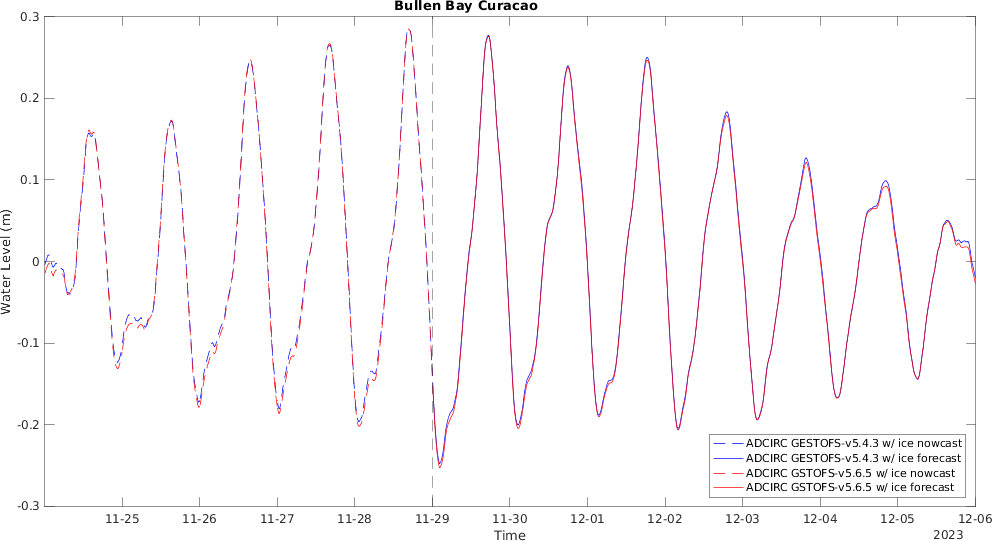 Bullen Bay Curacao
0.3
0.2
0.1
0
-0.1
-0.2
-0.3
Water Level (m)
ADCIRC GESTOFS-v5.4.3 w/ ice nowcast
ADCIRC GESTOFS-v5.4.3 w/ ice forecast
ADCIRC GSTOFS-v5.6.5 w/ ice nowcast
ADCIRC GSTOFS-v5.6.5 w/ ice forecast
11-25 11-26 11-27 11-28 11-29 11-30 12-01 12-02 12-03 12-04 12-05 12-06
Time 2023